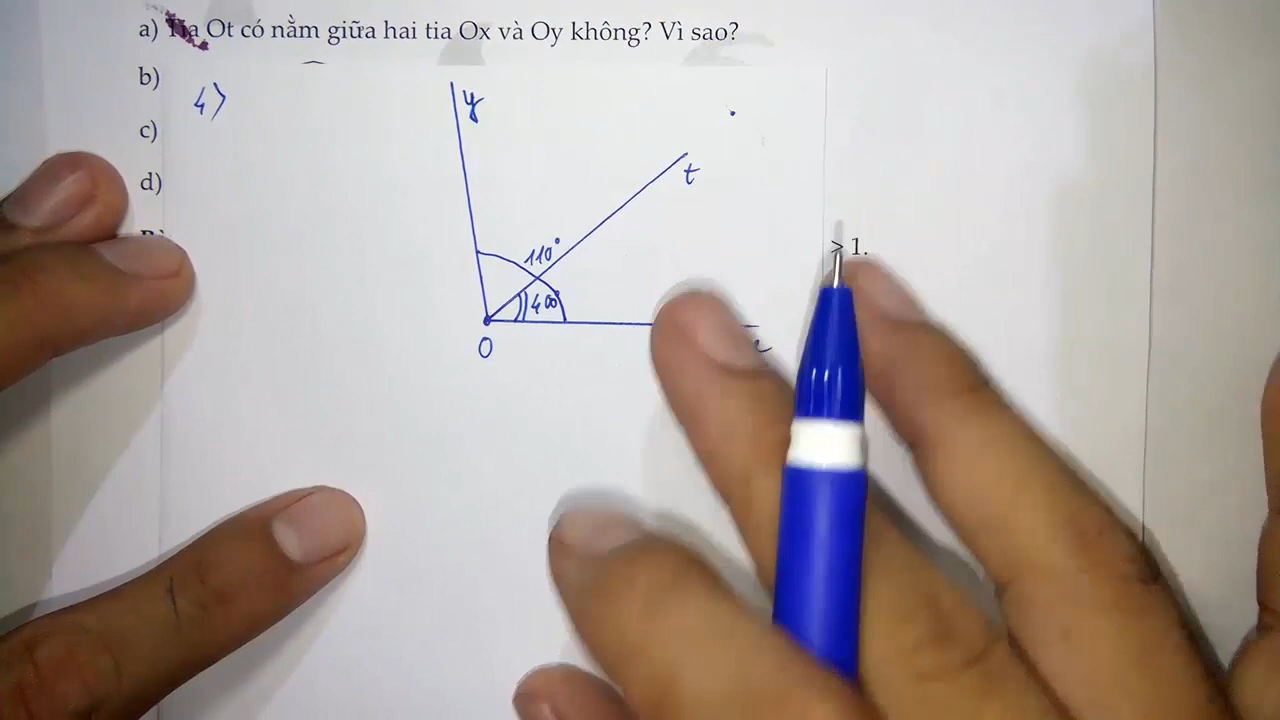 a) Tia Ot có nằm giữa hai tia Ox và Oy không? Vì sao?
b)
4)
y
c)
t
d)
110°
> 1.
40°
O